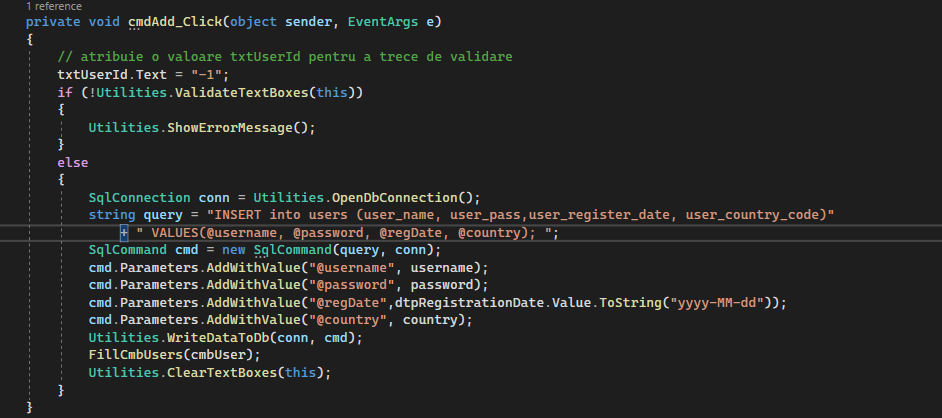 1 reference
private void cmdAdd_Click(object sender, EventArgs e)
{
// atribuie o valoare txtUserId pentru a trece de validare
txtUserId.Text = "-1";
if (!Utilities.ValidateTextBoxes(this))
{
Utilities.ShowErrorMessage();
}
else
{
SqlConnection conn = Utilities.OpenDbConnection();
string query = "INSERT into users (user_name, user_pass,user_register_date, user_country_code)"
+ " VALUES(@username, @password, @regDate, @country); ";
SqlCommand cmd = new SqlCommand(query, conn);
cmd.Parameters.AddWithValue("@username", username);
cmd.Parameters.AddWithValue("@password", password);
cmd.Parameters.AddWithValue("@regDate",dtpRegistrationDate.Value.ToString("yyyy-MM-dd"));
cmd.Parameters.AddWithValue("@country", country);
Utilities.WriteDataToDb(conn, cmd);
FillCmbUsers(cmbUser);
Utilities.ClearTextBoxes(this);
}
}